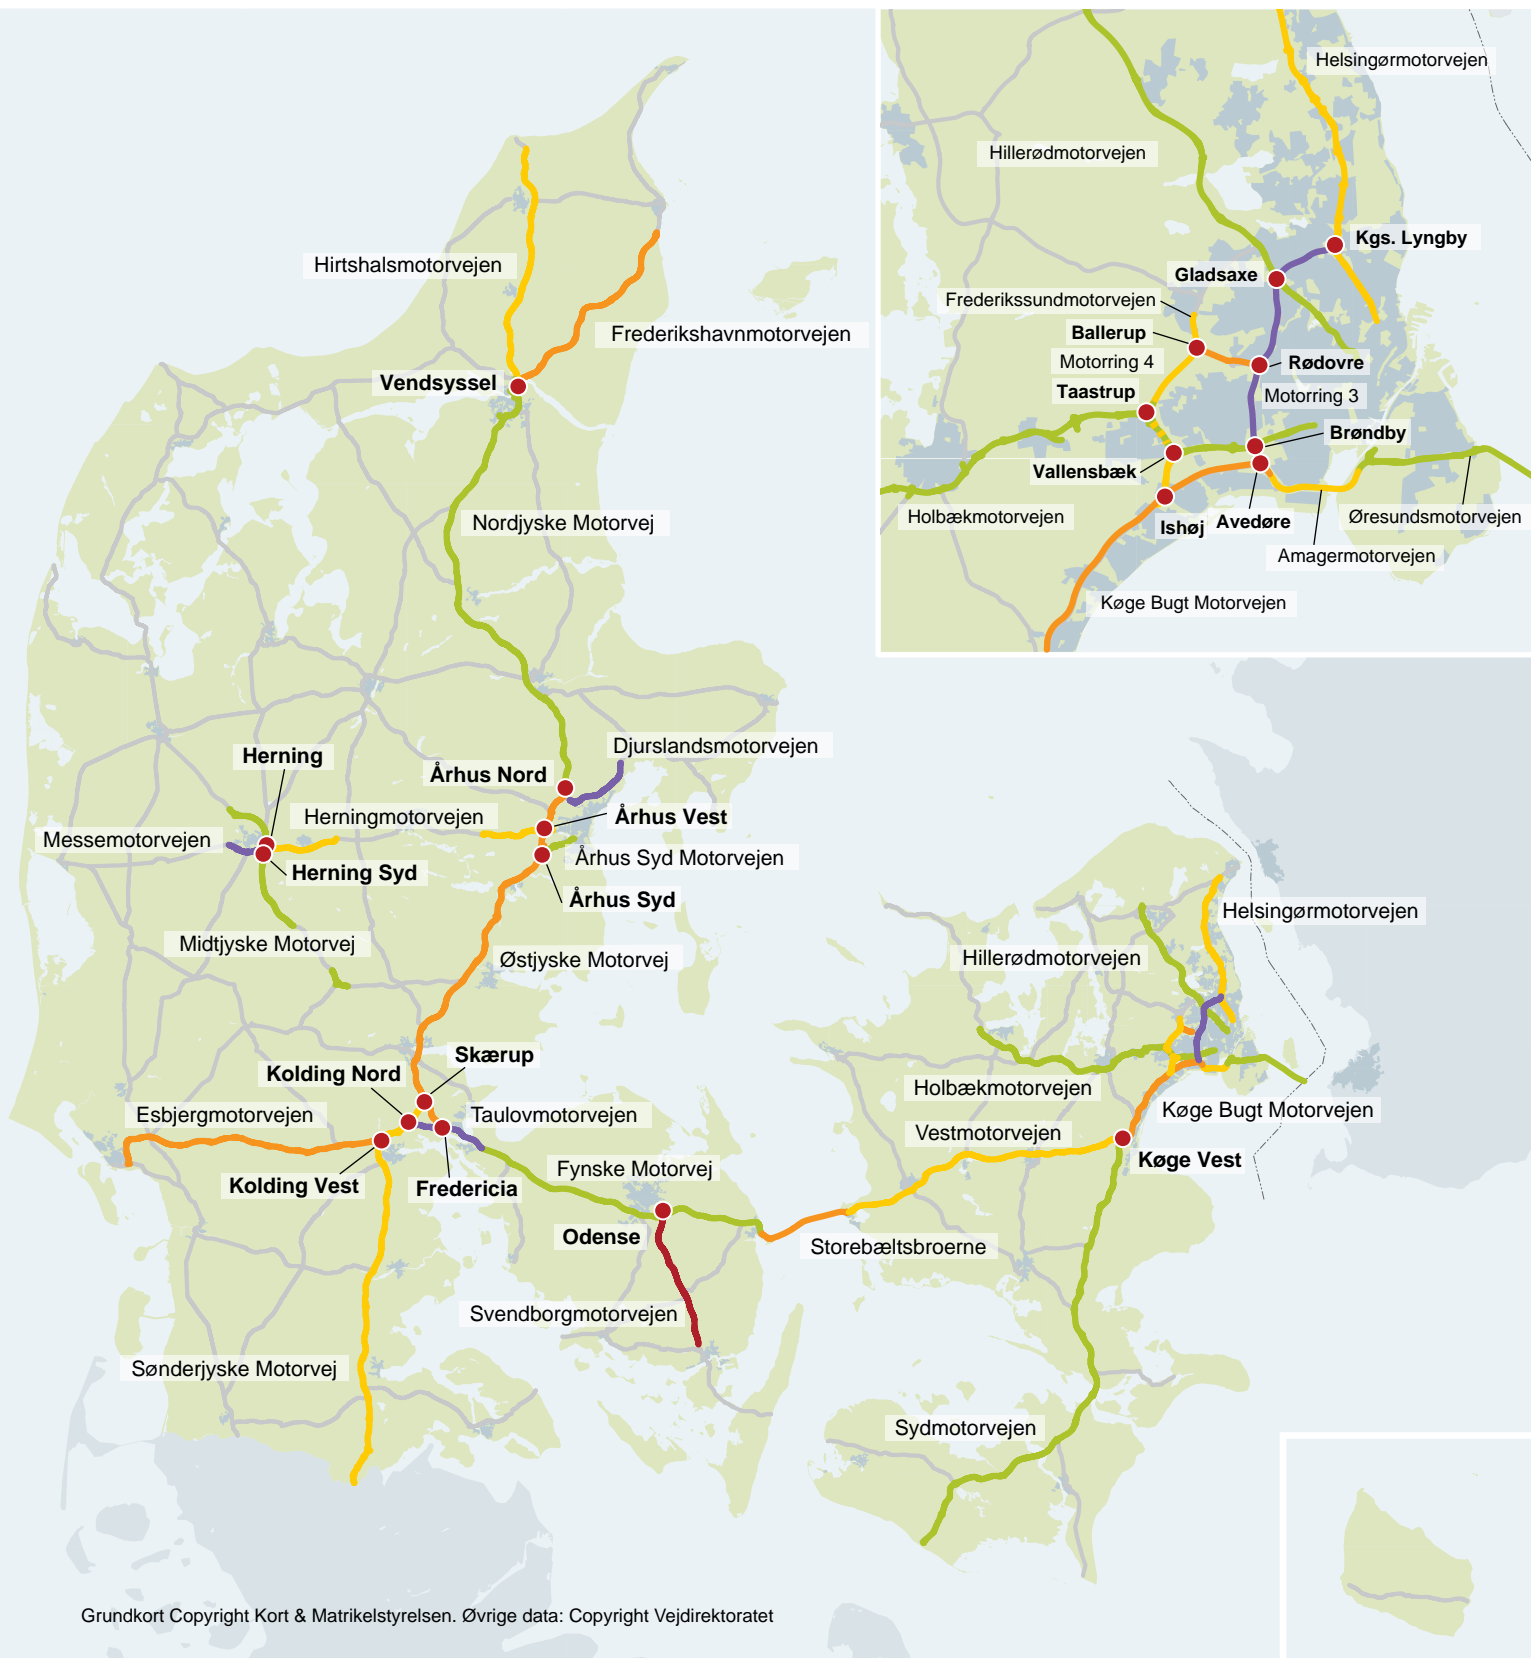 Helsingørmotorvejen
Hillerødmotorvejen
Kgs. Lyngby
Gladsaxe
Frederikssundmotorvejen
Ballerup
Motorring 4
Rødovre
Taastrup
Motorring 3
Brøndby
Vallensbæk
Holbækmotorvejen
Ishøj
Avedøre
Øresundsmotorvejen
Amagermotorvejen
Køge Bugt Motorvejen
Hirtshalsmotorvejen
Frederikshavnmotorvejen
Vendsyssel
Nordjyske Motorvej
Djurslandsmotorvejen
Herning
Århus Nord
Herningmotorvejen
Århus Vest
Messemotorvejen
Århus Syd Motorvejen
Herning Syd
Århus Syd
Midtjyske Motorvej
Østjyske Motorvej
Helsingørmotorvejen
Hillerødmotorvejen
Skærup
Kolding Nord
Holbækmotorvejen
Esbjergmotorvejen
Taulovmotorvejen
Køge Bugt Motorvejen
Vestmotorvejen
Køge Vest
Fynske Motorvej
Kolding Vest
Fredericia
Odense
Storebæltsbroerne
Svendborgmotorvejen
Sønderjyske Motorvej
Sydmotorvejen
Grundkort Copyright Kort & Matrikelstyrelsen. Øvrige data: Copyright Vejdirektoratet